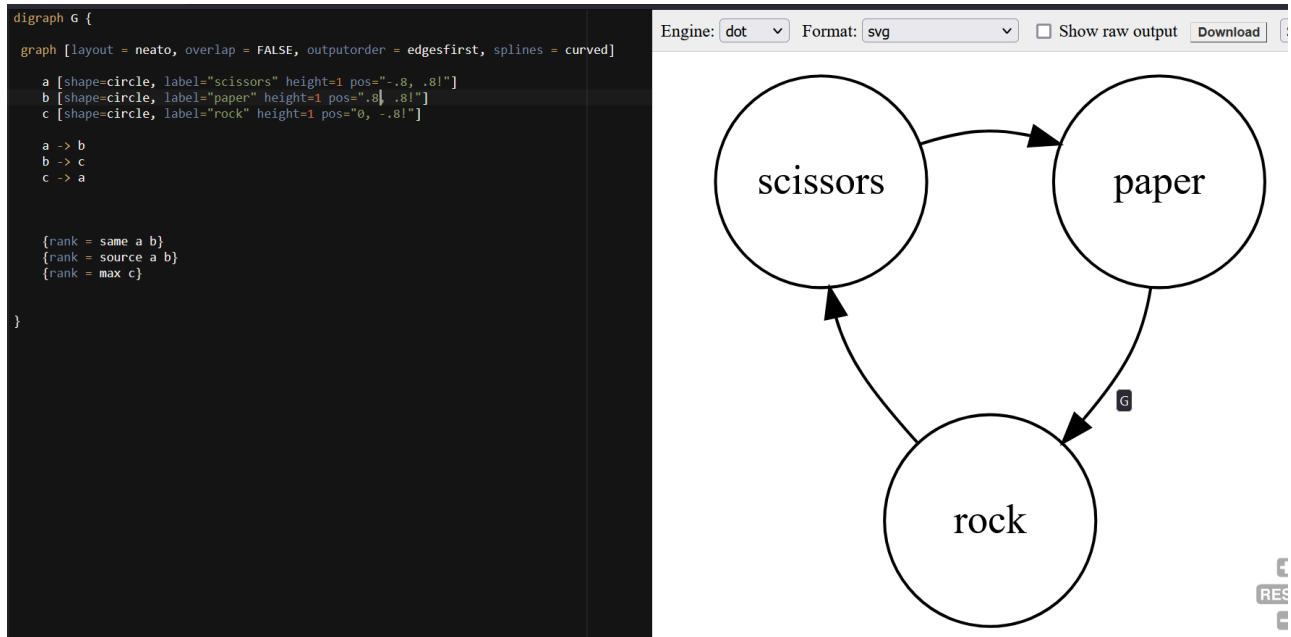 digraph G {
graph [layout = neato, overlap = FALSE, outputorder = edgesfirst, splines = curved]
a [shape=circle, label="scissors" height=1 pos="-.8, .8!"]
b [shape=circle, label="paper" height=1 pos=".8, .8!"]
c [shape=circle, label="rock" height=1 pos="0, -.8!"]
a -> b
b -> c
c -> a
{rank = same a b}
{rank = source a b}
{rank = max c}
}
Engine: dot Format: svg Show raw output Download
scissors
paper
G
rock